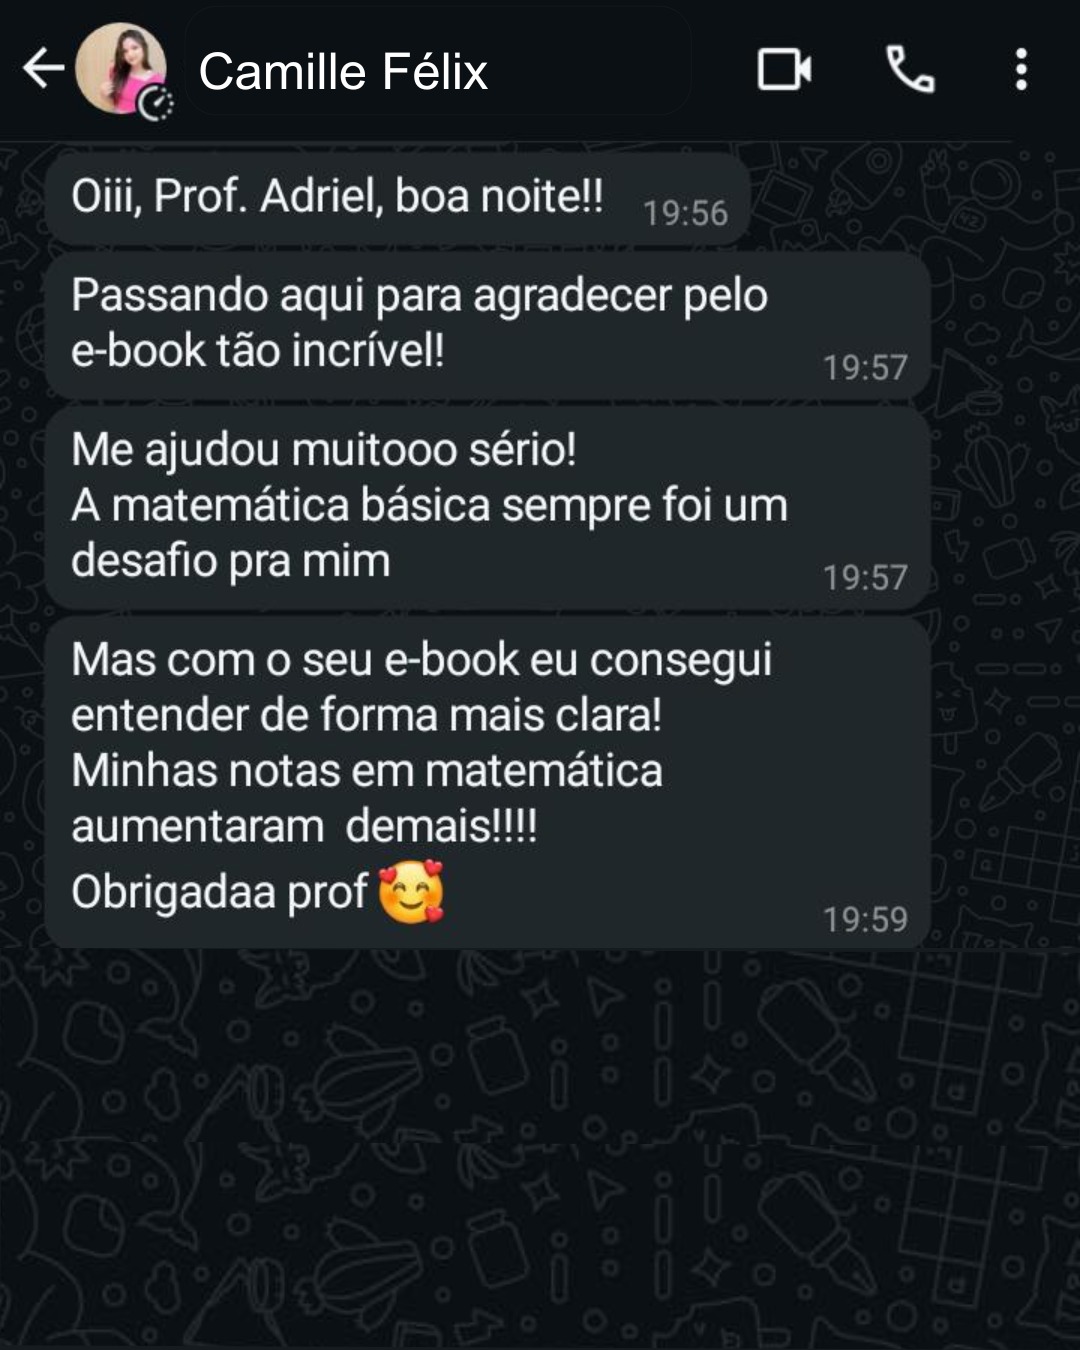 Camille Félix
Oiii, Prof. Adriel, boa noite!!
19:56
Passando aqui para agradecer pelo
e-book tão incrível!
19:57
Me ajudou muitooo sério!
A matemática básica sempre foi um
desafio pra mim
19:57
Mas com o seu e-book eu consegui
entender de forma mais clara!
Minhas notas em matemática
aumentaram  demais!!!!
Obrigadaa prof 🥰
19:59